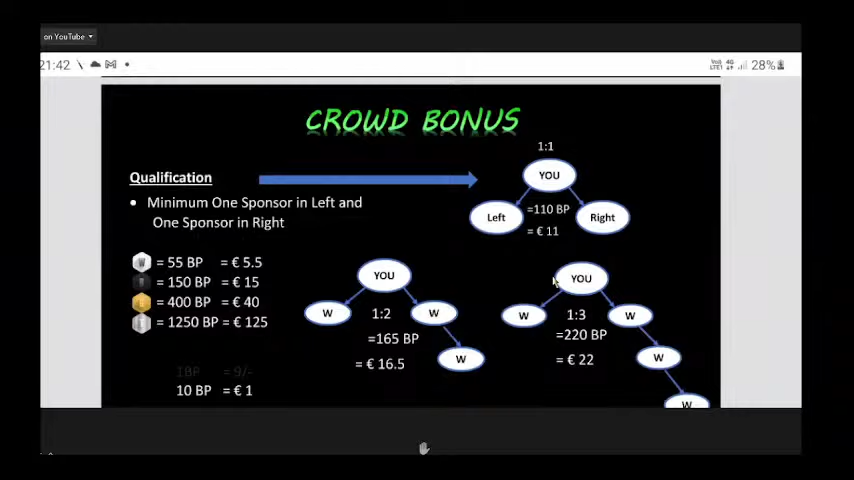 on YouTube
21:42
28%
CROWD BONUS
1:1
Qualification
YOU
• Minimum One Sponsor in Left and
One Sponsor in Right
Left
=110 BP
Right
= € 11
= 55 BP = € 5.5
= 150 BP = € 15
= 400 BP = € 40
= 1250 BP = € 125
YOU
W
1:2
W
=165 BP
W
= € 16.5
YOU
W
1:3
W
=220 BP
W
= € 22
W
1BP = 9/-
10 BP = € 1